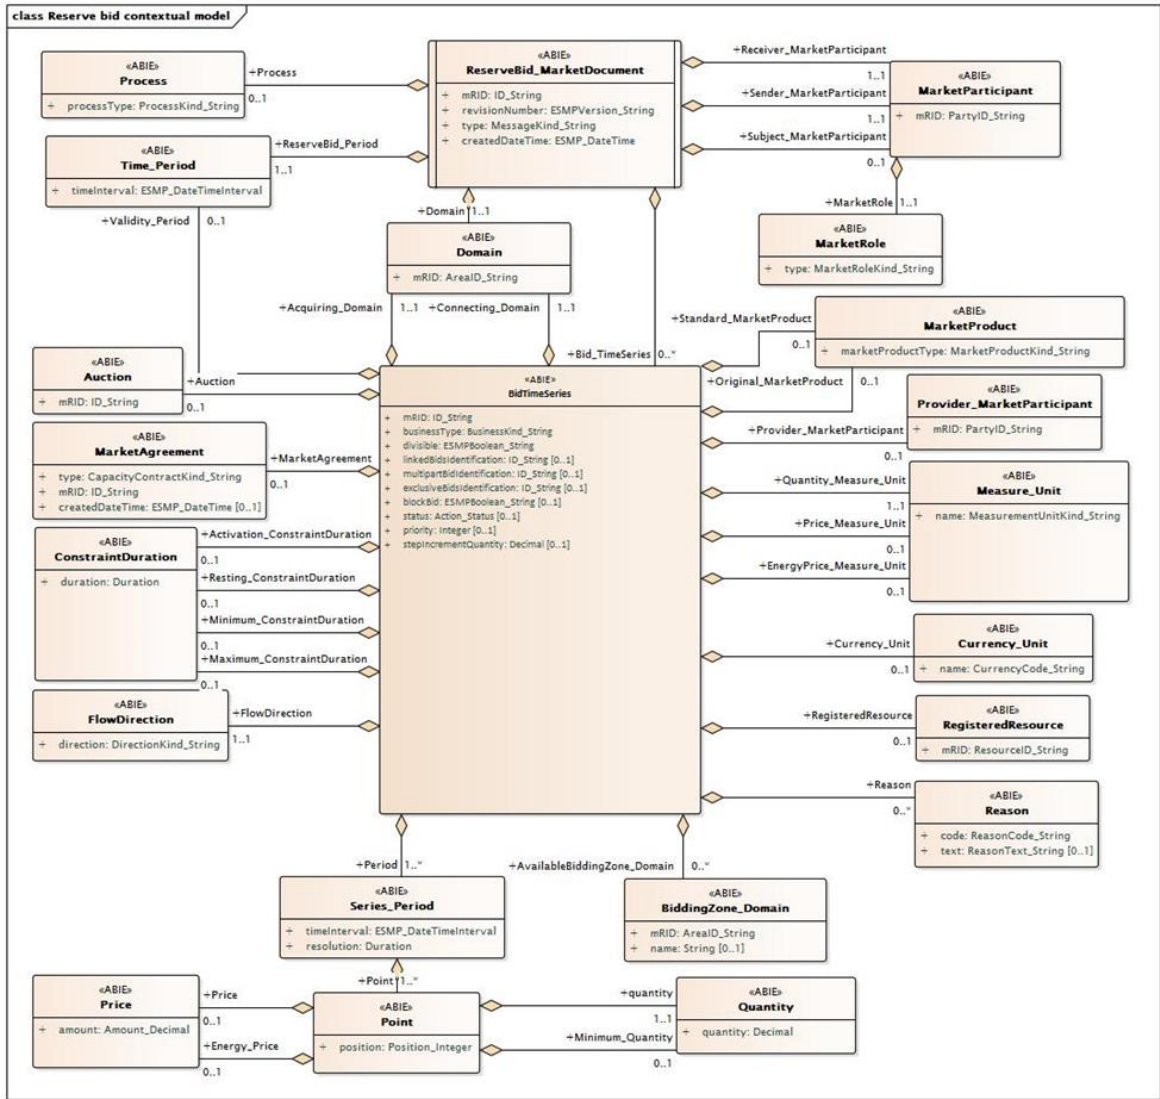 class Reserve bid contextual model
«ABIE»
Process
+ processType: ProcessKind_String
+Process
0..1
«ABIE»
ReserveBid_MarketDocument
+ mRID: ID_String
+ revisionNumber: ESMPVersion_String
+ type: MessageKind_String
+ createdDateTime: ESMP_DateTime
+Receiver_MarketParticipant
1..1
+Sender_MarketParticipant
1..1
+Subject_MarketParticipant
0..1
«ABIE»
MarketParticipant
+ mRID: PartyID_String
«ABIE»
Time_Period
+ timeInterval: ESMP_DateTimeInterval
+ReserveBid_Period
1..1
+Validity_Period
0..1
+Domain
1..1
+MarketRole
1..1
«ABIE»
MarketRole
+ type: MarketRoleKind_String
«ABIE»
Domain
+ mRID: AreaID_String
+Acquiring_Domain
1..1
+Connecting_Domain
1..1
+Bid_TimeSeries
0..*
+Standard_MarketProduct
0..1
+Original_MarketProduct
0..1
«ABIE»
MarketProduct
+ marketProductType: MarketProductKind_String
«ABIE»
Auction
+ mRID: ID_String
+Auction
0..1
«ABIE»
BidTimeSeries
+ mRID: ID_String
+ businessType: BusinessKind_String
+ divisible: ESMPBoolean_String
+ linkedBidsIdentification: ID_String [0..1]
+ multipartBidIdentification: ID_String [0..1]
+ exclusiveBidsIdentification: ID_String [0..1]
+ blockBid: ESMPBoolean_String [0..1]
+ status: Action_Status [0..1]
+ priority: Integer [0..1]
+ stepIncrementQuantity: Decimal [0..1]
+Provider_MarketParticipant
0..1
«ABIE»
Provider_MarketParticipant
+ mRID: PartyID_String
«ABIE»
MarketAgreement
+ type: CapacityContractKind_String
+ mRID: ID_String
+ createdDateTime: ESMP_DateTime [0..1]
+MarketAgreement
0..1
+Quantity_Measure_Unit
1..1
+Price_Measure_Unit
0..1
+EnergyPrice_Measure_Unit
0..1
«ABIE»
Measure_Unit
+ name: MeasurementUnitKind_String
«ABIE»
ConstraintDuration
+ duration: Duration
+Activation_ConstraintDuration
0..1
+Resting_ConstraintDuration
0..1
+Minimum_ConstraintDuration
0..1
+Maximum_ConstraintDuration
0..1
+Currency_Unit
0..1
«ABIE»
Currency_Unit
+ name: CurrencyCode_String
«ABIE»
FlowDirection
+ direction: DirectionKind_String
+FlowDirection
1..1
+RegisteredResource
0..1
«ABIE»
RegisteredResource
+ mRID: ResourceID_String
+Reason
0..*
«ABIE»
Reason
+ code: ReasonCode_String
+ text: ReasonText_String [0..1]
+Period
1..*
+AvailableBiddingZone_Domain
0..*
«ABIE»
Series_Period
+ timeInterval: ESMP_DateTimeInterval
+ resolution: Duration
«ABIE»
BiddingZone_Domain
+ mRID: AreaID_String
+ name: String [0..1]
+Point
1..*
«ABIE»
Price
+ amount: Amount_Decimal
+Price
0..1
+Energy_Price
0..1
«ABIE»
Point
+ position: Position_Integer
+quantity
1..1
+Minimum_Quantity
0..1
«ABIE»
Quantity
+ quantity: Decimal